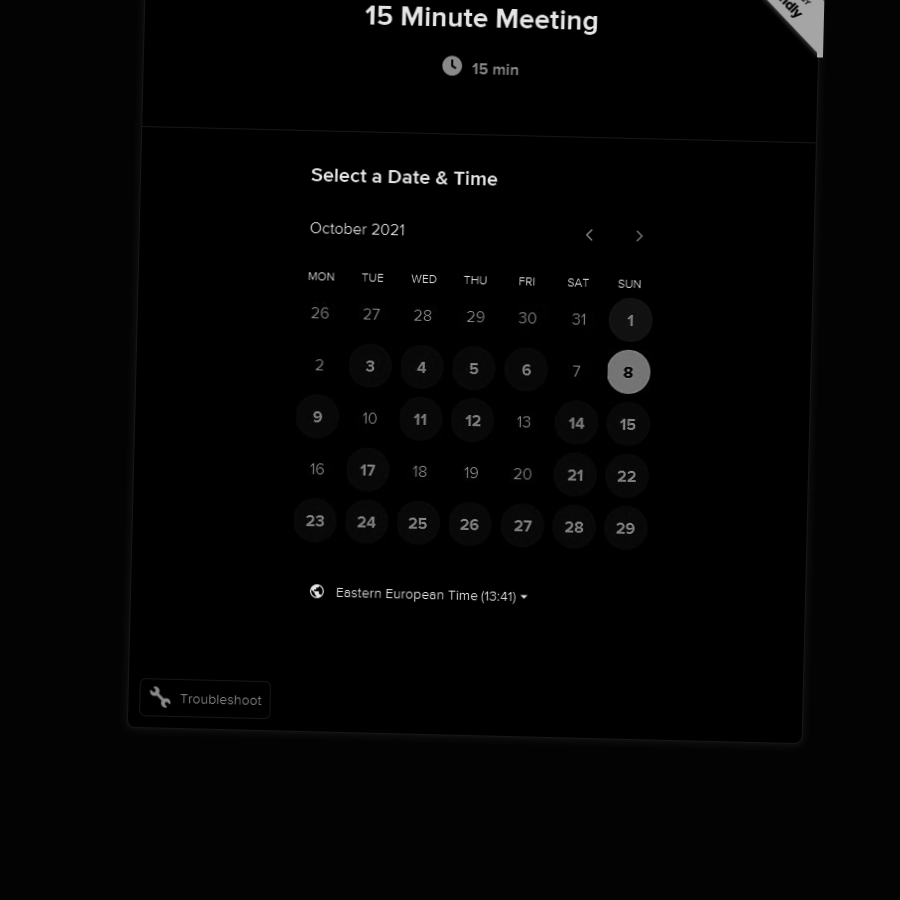 15 Minute Meeting
15 min
Select a Date & Time
October 2021
MON TUE WED THU FRI SAT SUN
26 27 28 29 30 31 1
2 3 4 5 6 7 8
9 10 11 12 13 14 15
16 17 18 19 20 21 22
23 24 25 26 27 28 29
Eastern European Time (13:41)
Troubleshoot